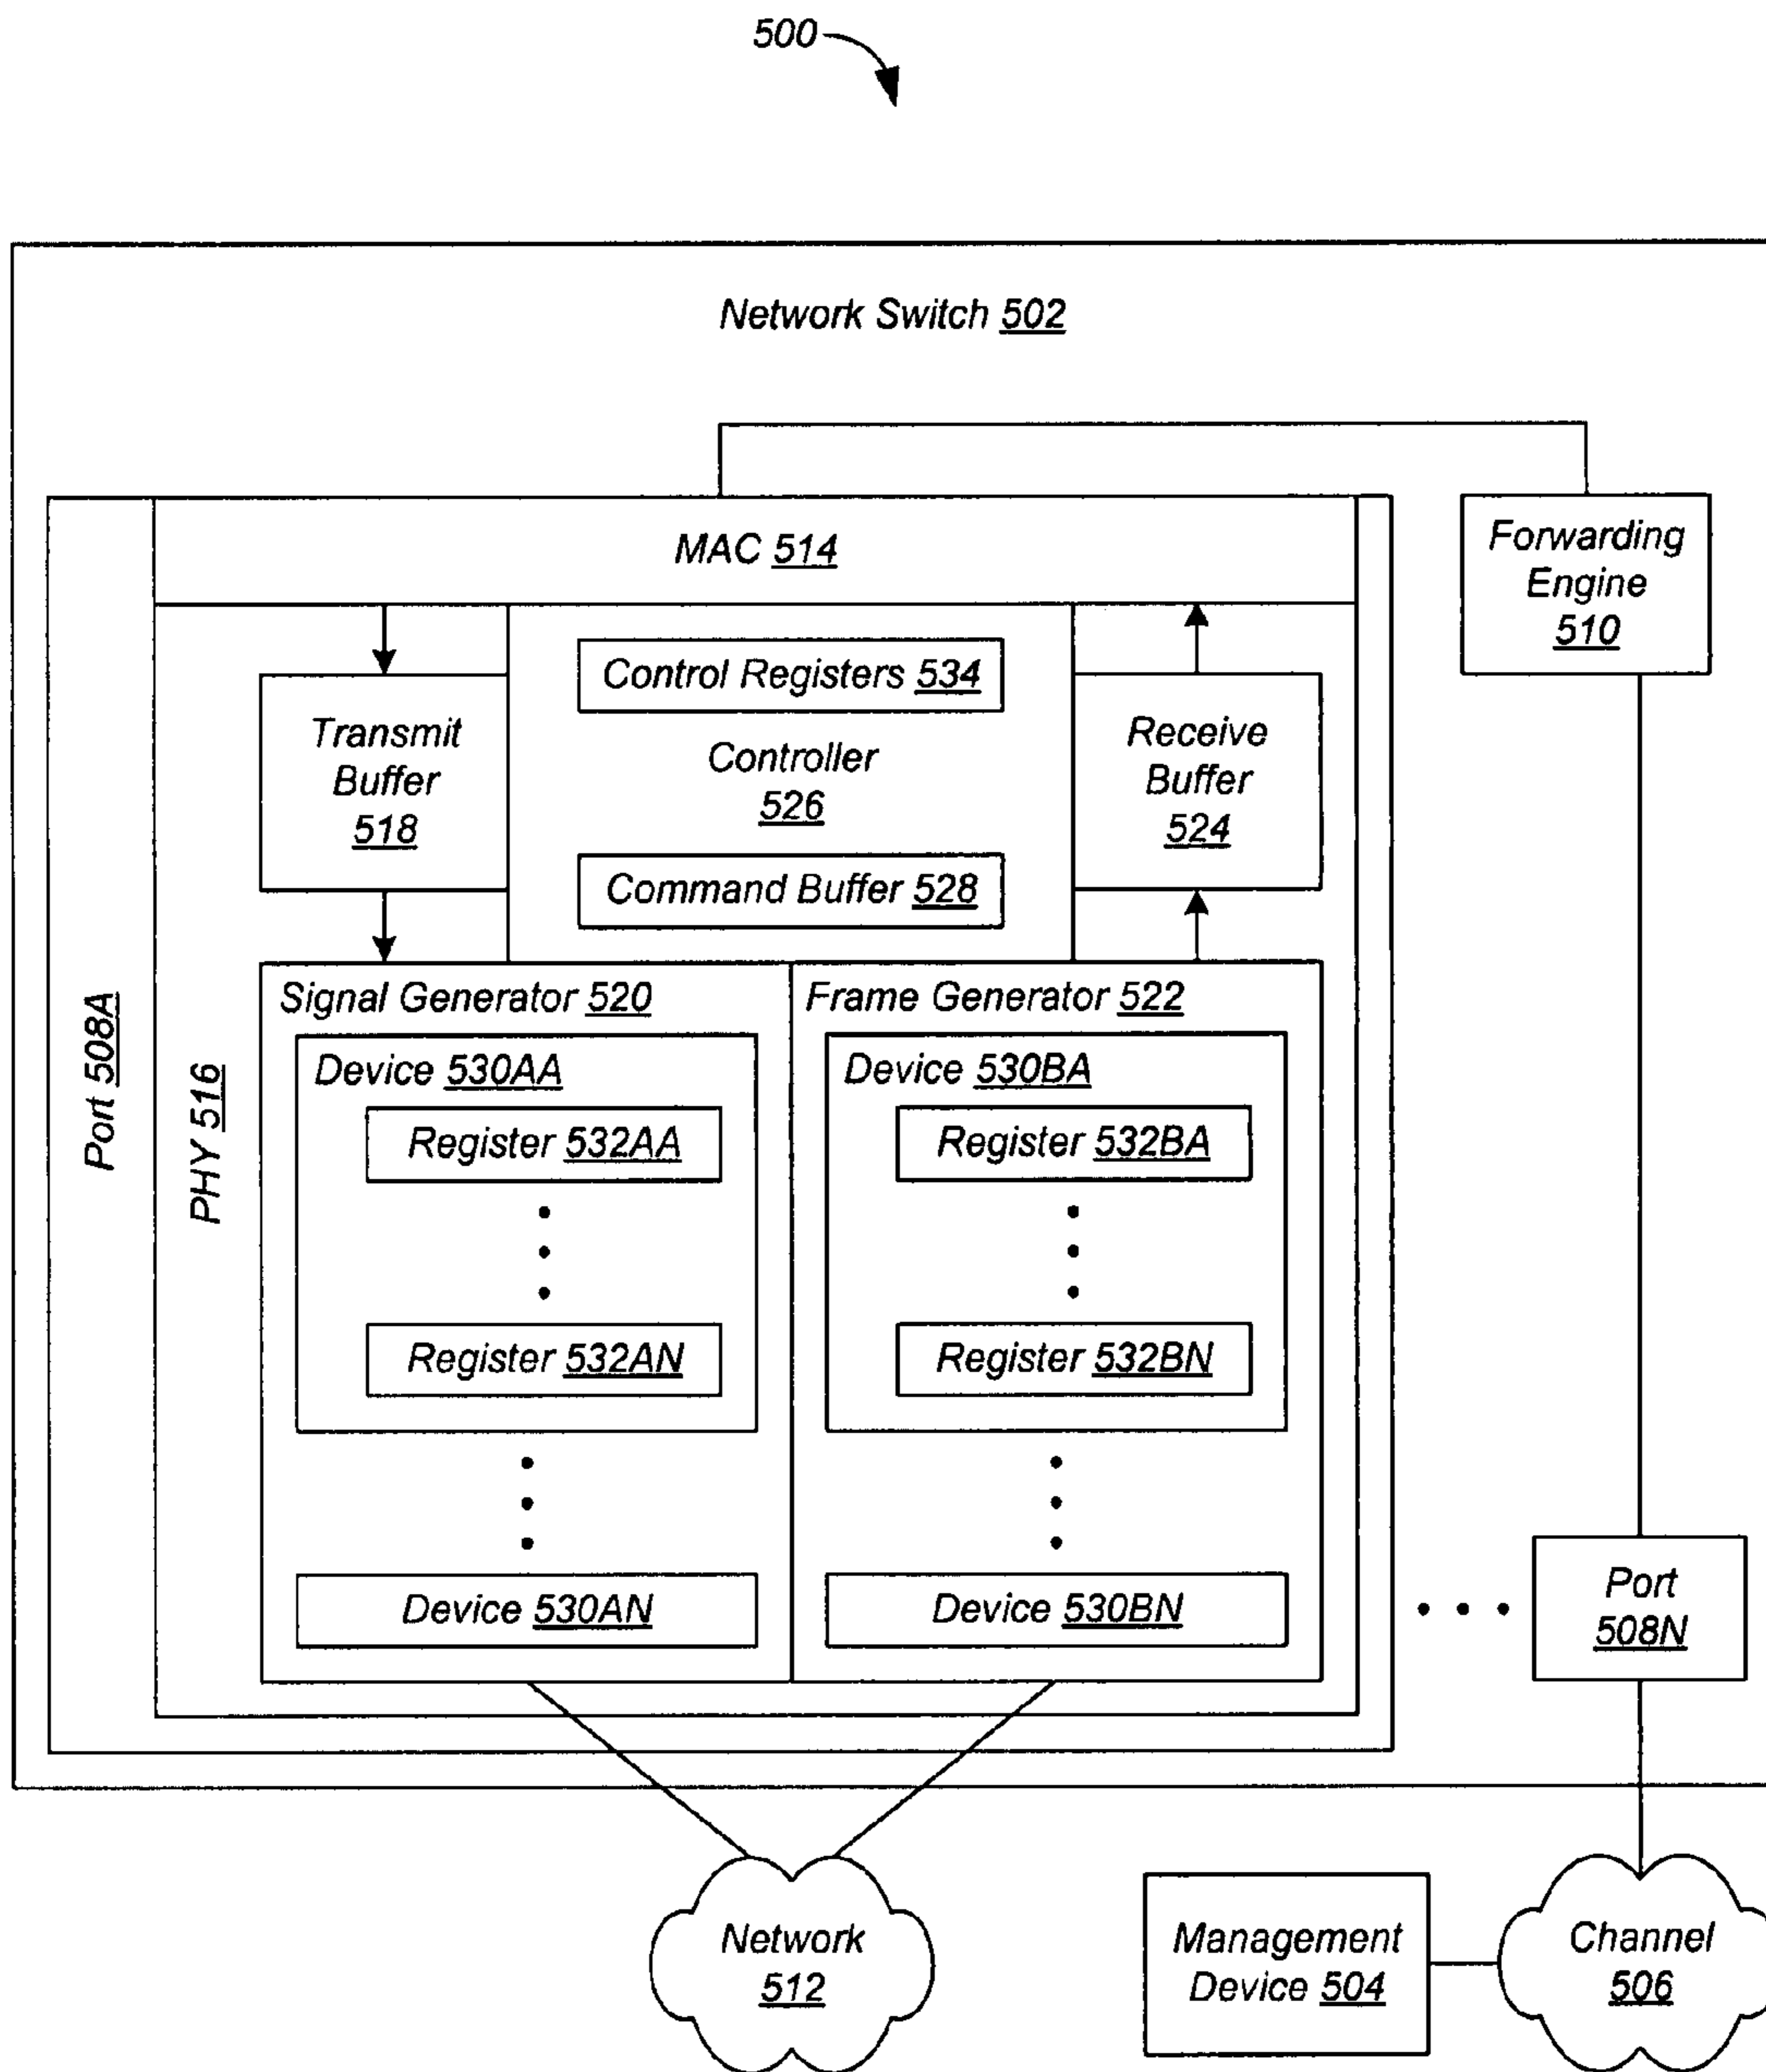 500
Network Switch 502
MAC 514
Forwarding
Engine
510
Control Registers 534
Transmit
Buffer
518
Controller
526
Receive
Buffer
524
Command Buffer 528
Port 508A
PHY 516
Signal Generator 520
Frame Generator 522
Device 530AA
Device 530BA
Register 532AA
Register 532BA
Register 532AN
Register 532BN
Device 530AN
Device 530BN
Port
508N
Network
512
Management
Device 504
Channel
506